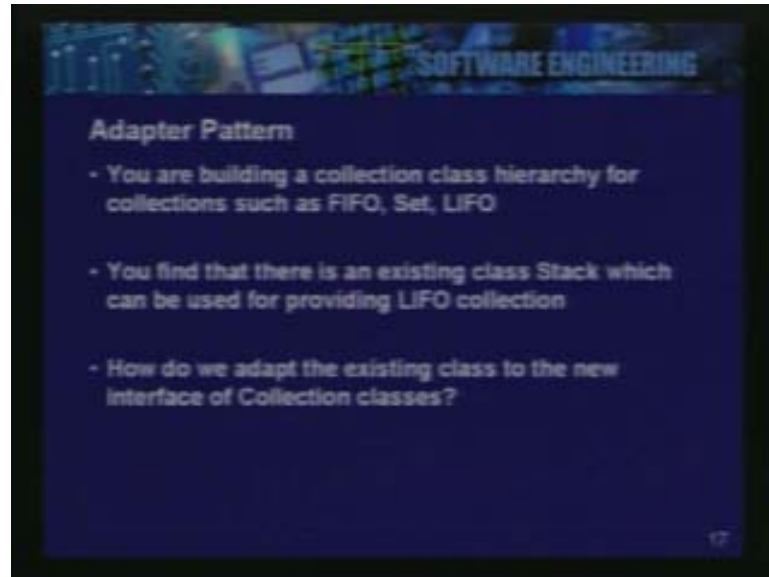 SOFTWARE ENGINEERING
Adapter Pattern
- You are building a collection class hierarchy for
collections such as FIFO, Set, LIFO
- You find that there is an existing class Stack which
can be used for providing LIFO collection
- How do we adapt the existing class to the new
interface of Collection classes?
17